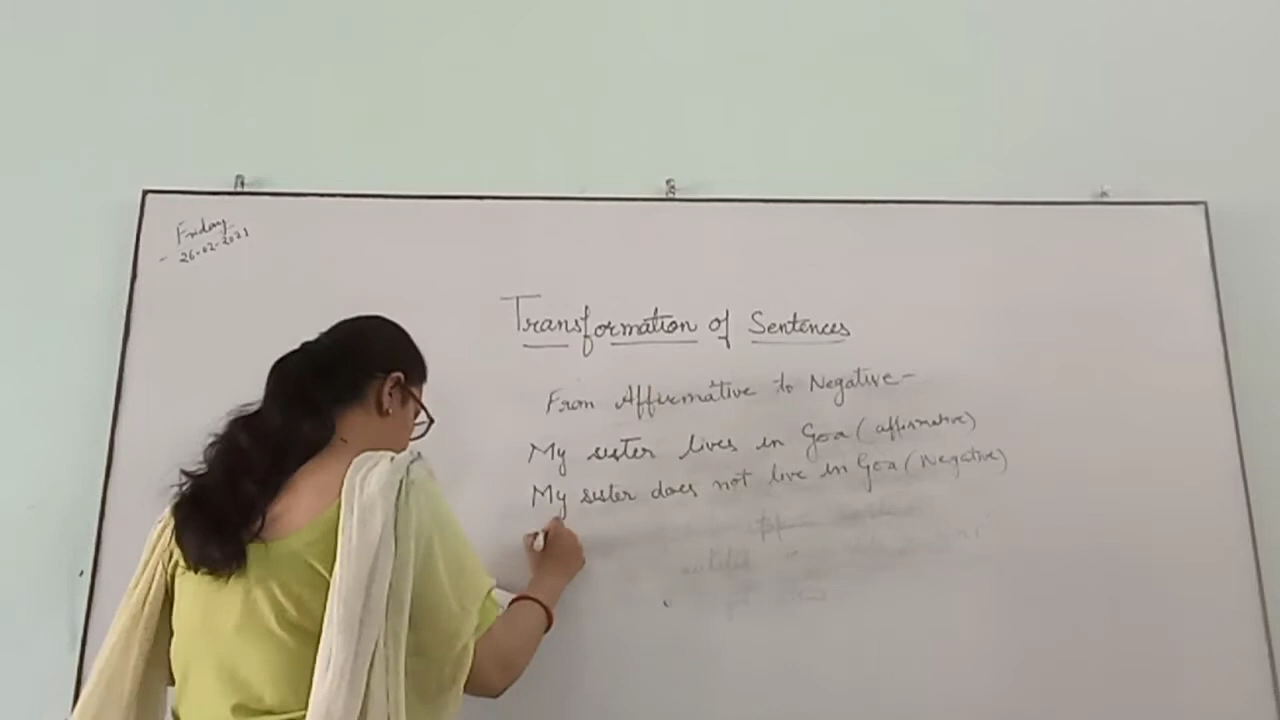 Friday
- 26-02-2021
Transformation of Sentences
From Affirmative to Negative-
My sister lives in Goa (affirmative)
My sister does not live in Goa (Negative)